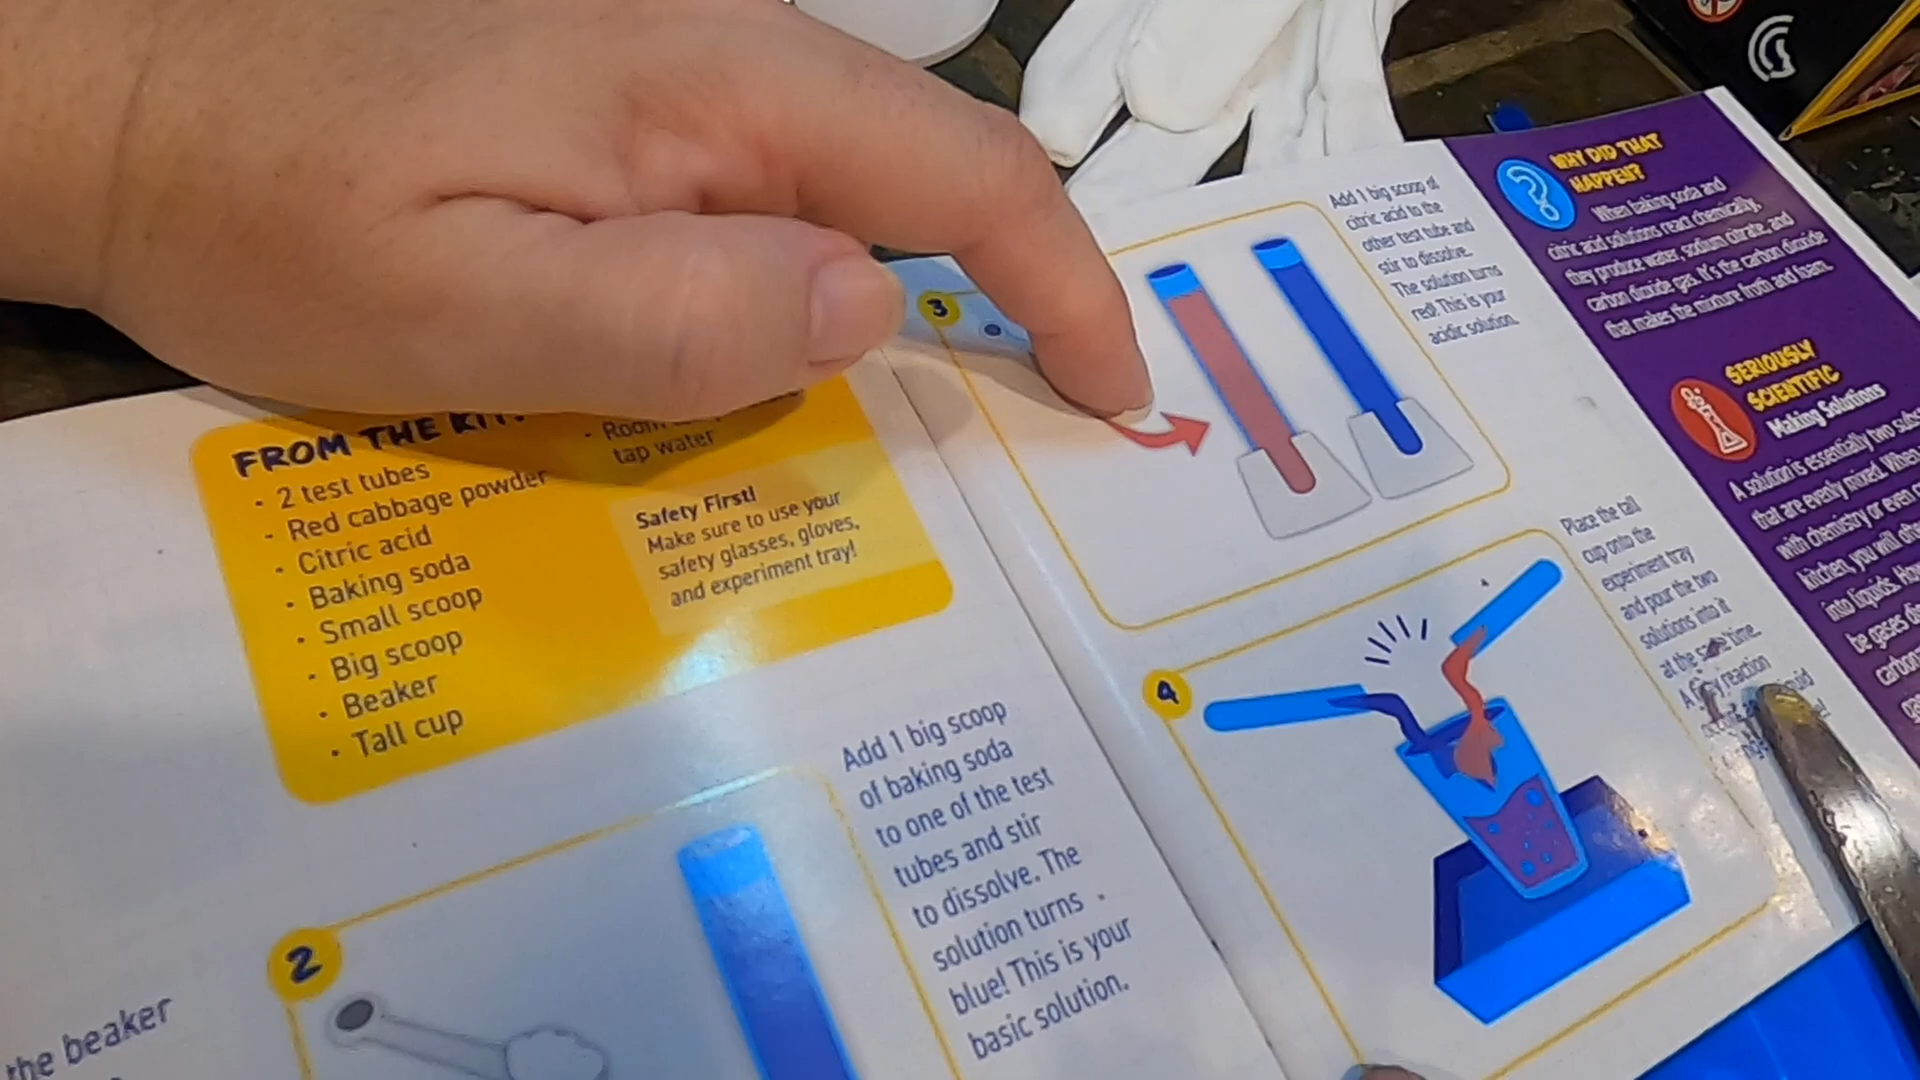 FROM THE KIT:
· 2 test tubes
· Red cabbage powder
· Citric acid
· Baking soda
· Small scoop
· Big scoop
· Beaker
· Tall cup
· Room
tap water
Safety First!
Make sure to use your
safety glasses, gloves,
and experiment tray!
the beaker
2
Add 1 big scoop
of baking soda
to one of the test
tubes and stir
to dissolve. The
solution turns
blue! This is your
basic solution.
3
Add 1 big scoop of
citric acid to the
other test tube and
stir to dissolve.
The solution turns
red! This is your
acidic solution.
4
Place the tall
cup onto the
experiment tray
and pour the two
solutions into it
at the same time.
A fizzy reaction
WHY DID THAT
HAPPEN?
When baking soda and
citric acid solutions react chemically,
they produce water, sodium citrate, and
carbon dioxide gas. It's the carbon dioxide
that makes the mixture froth and foam.
SERIOUSLY
SCIENTIFIC
Making Solutions
A solution is essentially two
that are evenly mixed. When
with chemistry or even
kitchen, you will
into liquids.
be gases